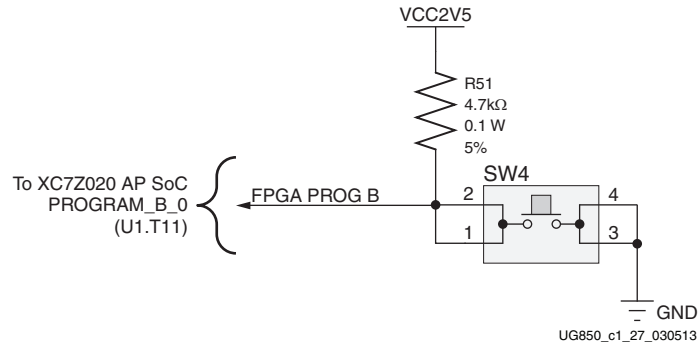 VCC2V5
R51
4.7kΩ
0.1 W
5%
SW4
To XC7Z020 AP SoC
PROGRAM_B_0
(U1.T11)
FPGA PROG B
2
4
1
3
GND
UG850_c1_27_030513